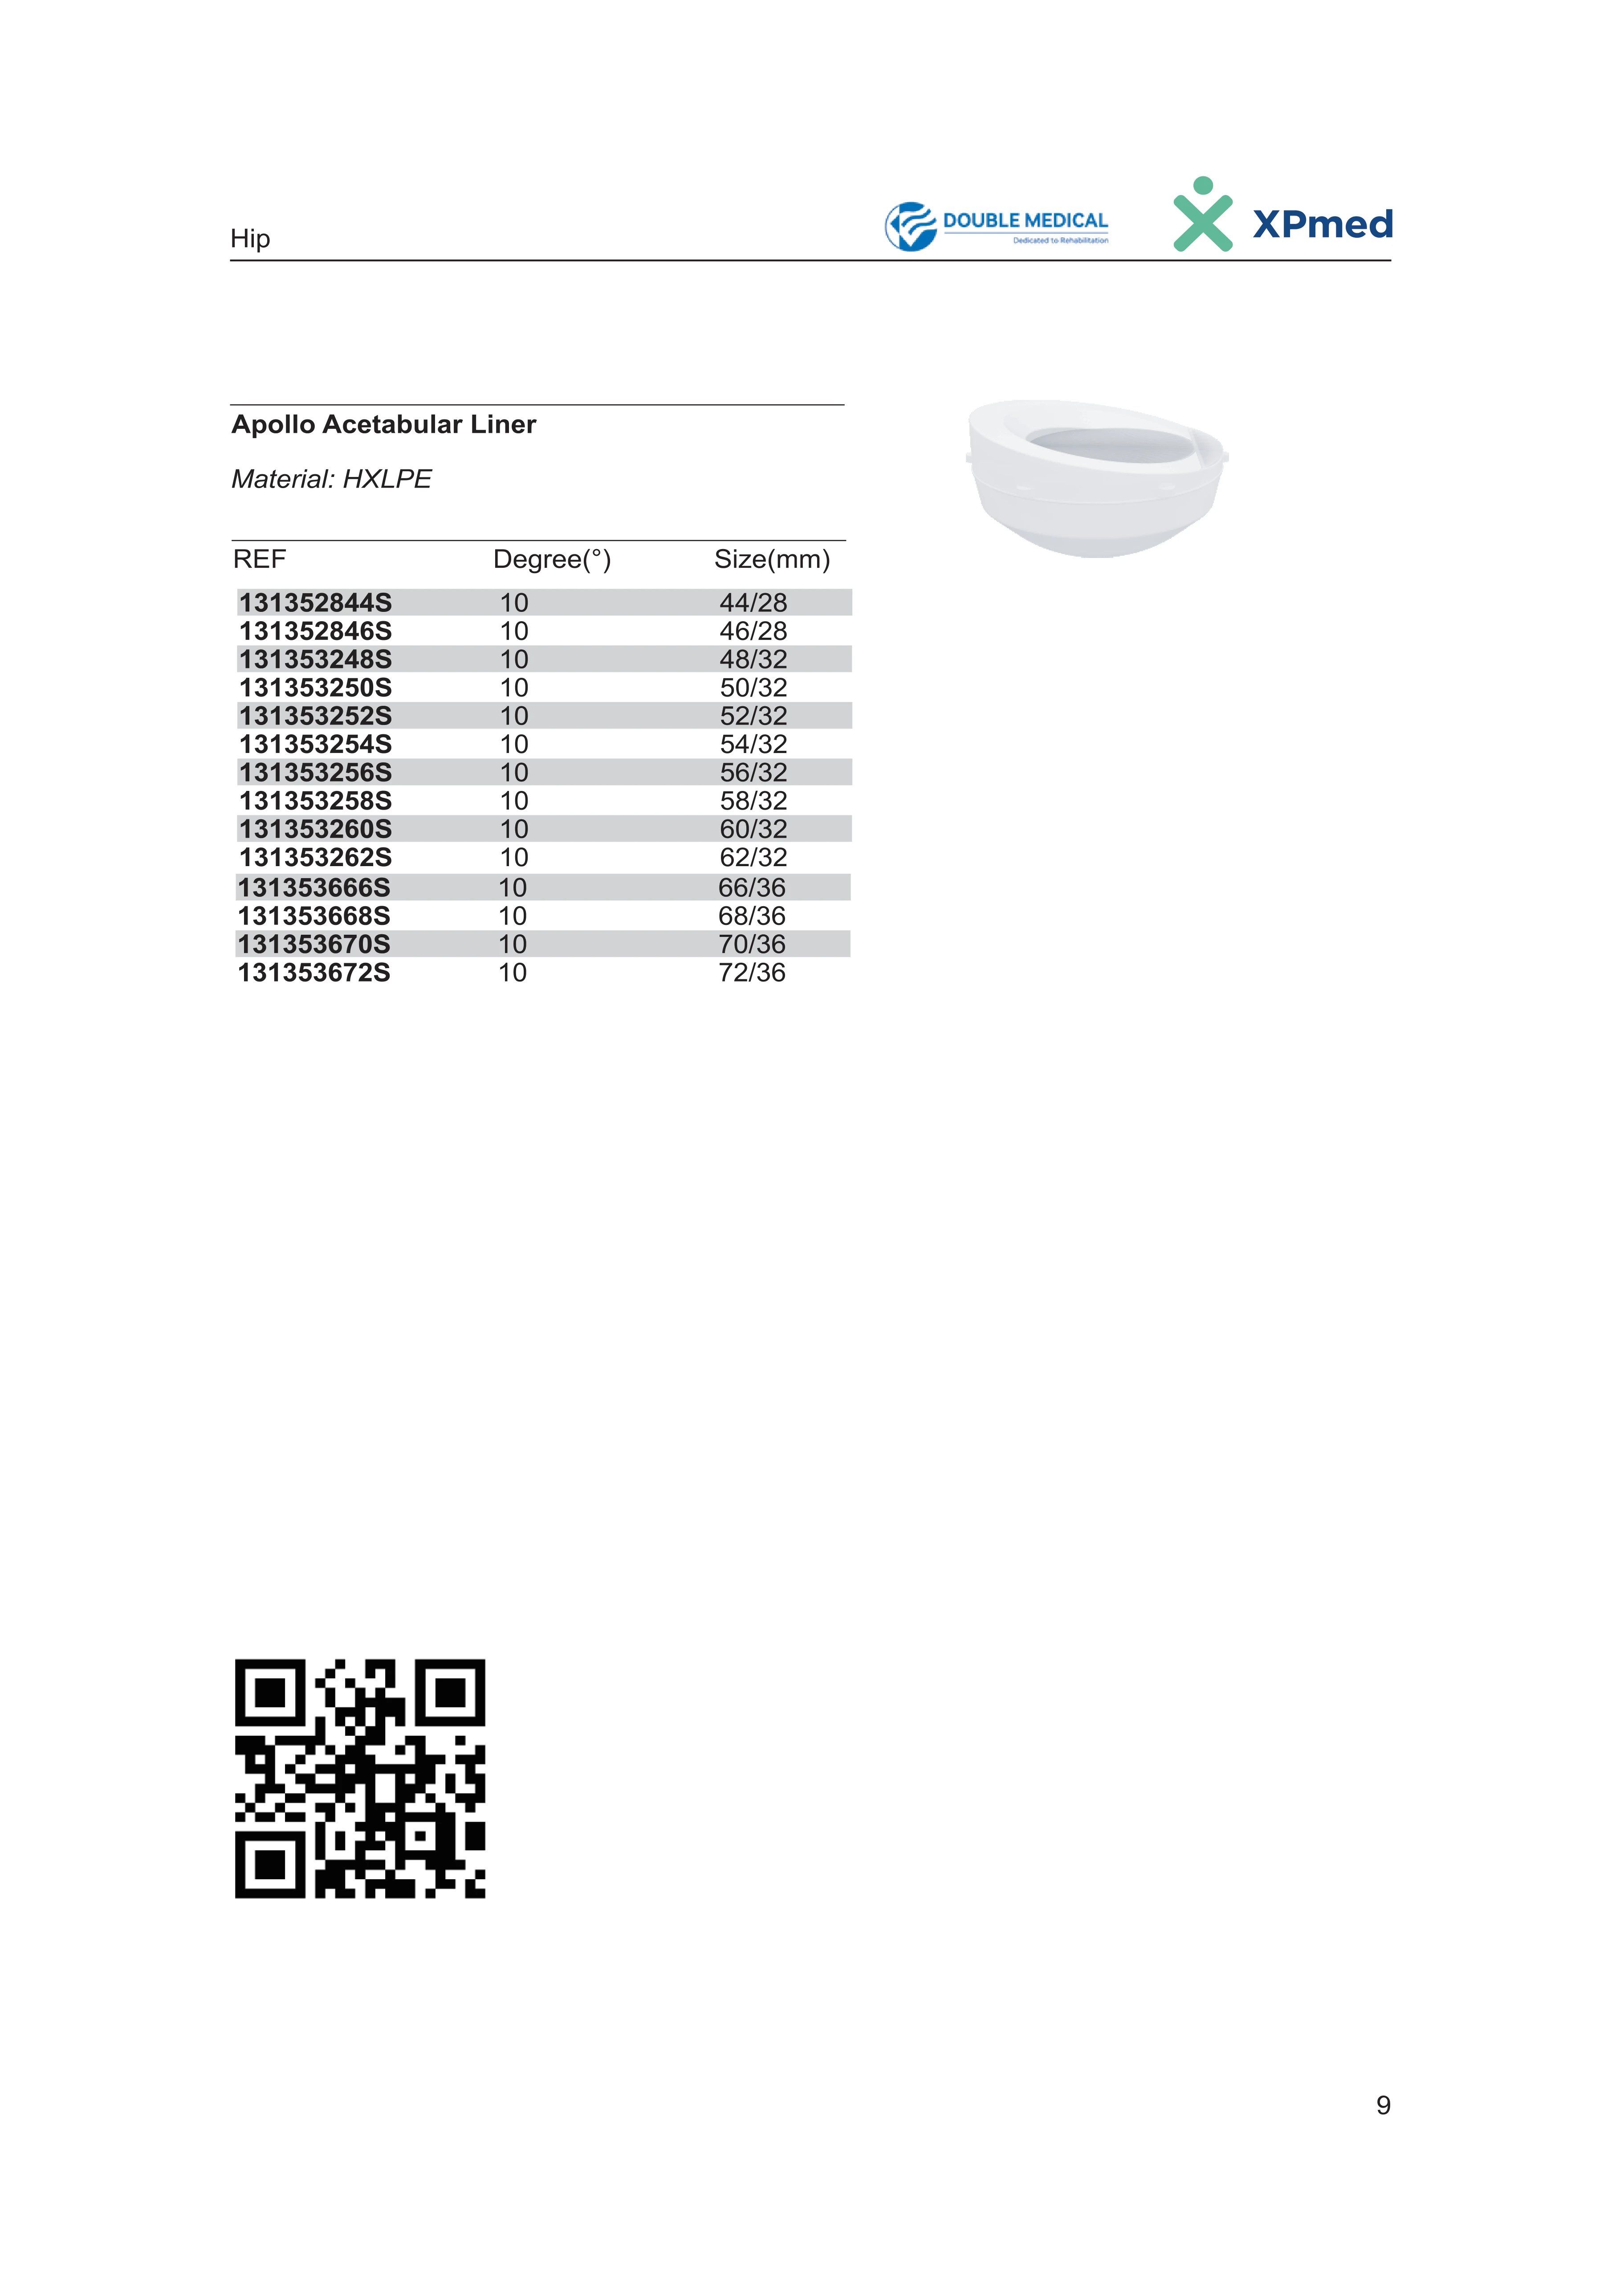 Hip
DOUBLE MEDICAL
Dedicated to Rehabilitation
XPmed
Apollo Acetabular Liner
Material: HXLPE
REF Degree(°) Size(mm)
131352844S 10 44/28
131352846S 10 46/28
131353248S 10 48/32
131353250S 10 50/32
131353252S 10 52/32
131353254S 10 54/32
131353256S 10 56/32
131353258S 10 58/32
131353260S 10 60/32
131353262S 10 62/32
131353666S 10 66/36
131353668S 10 68/36
131353670S 10 70/36
131353672S 10 72/36
9